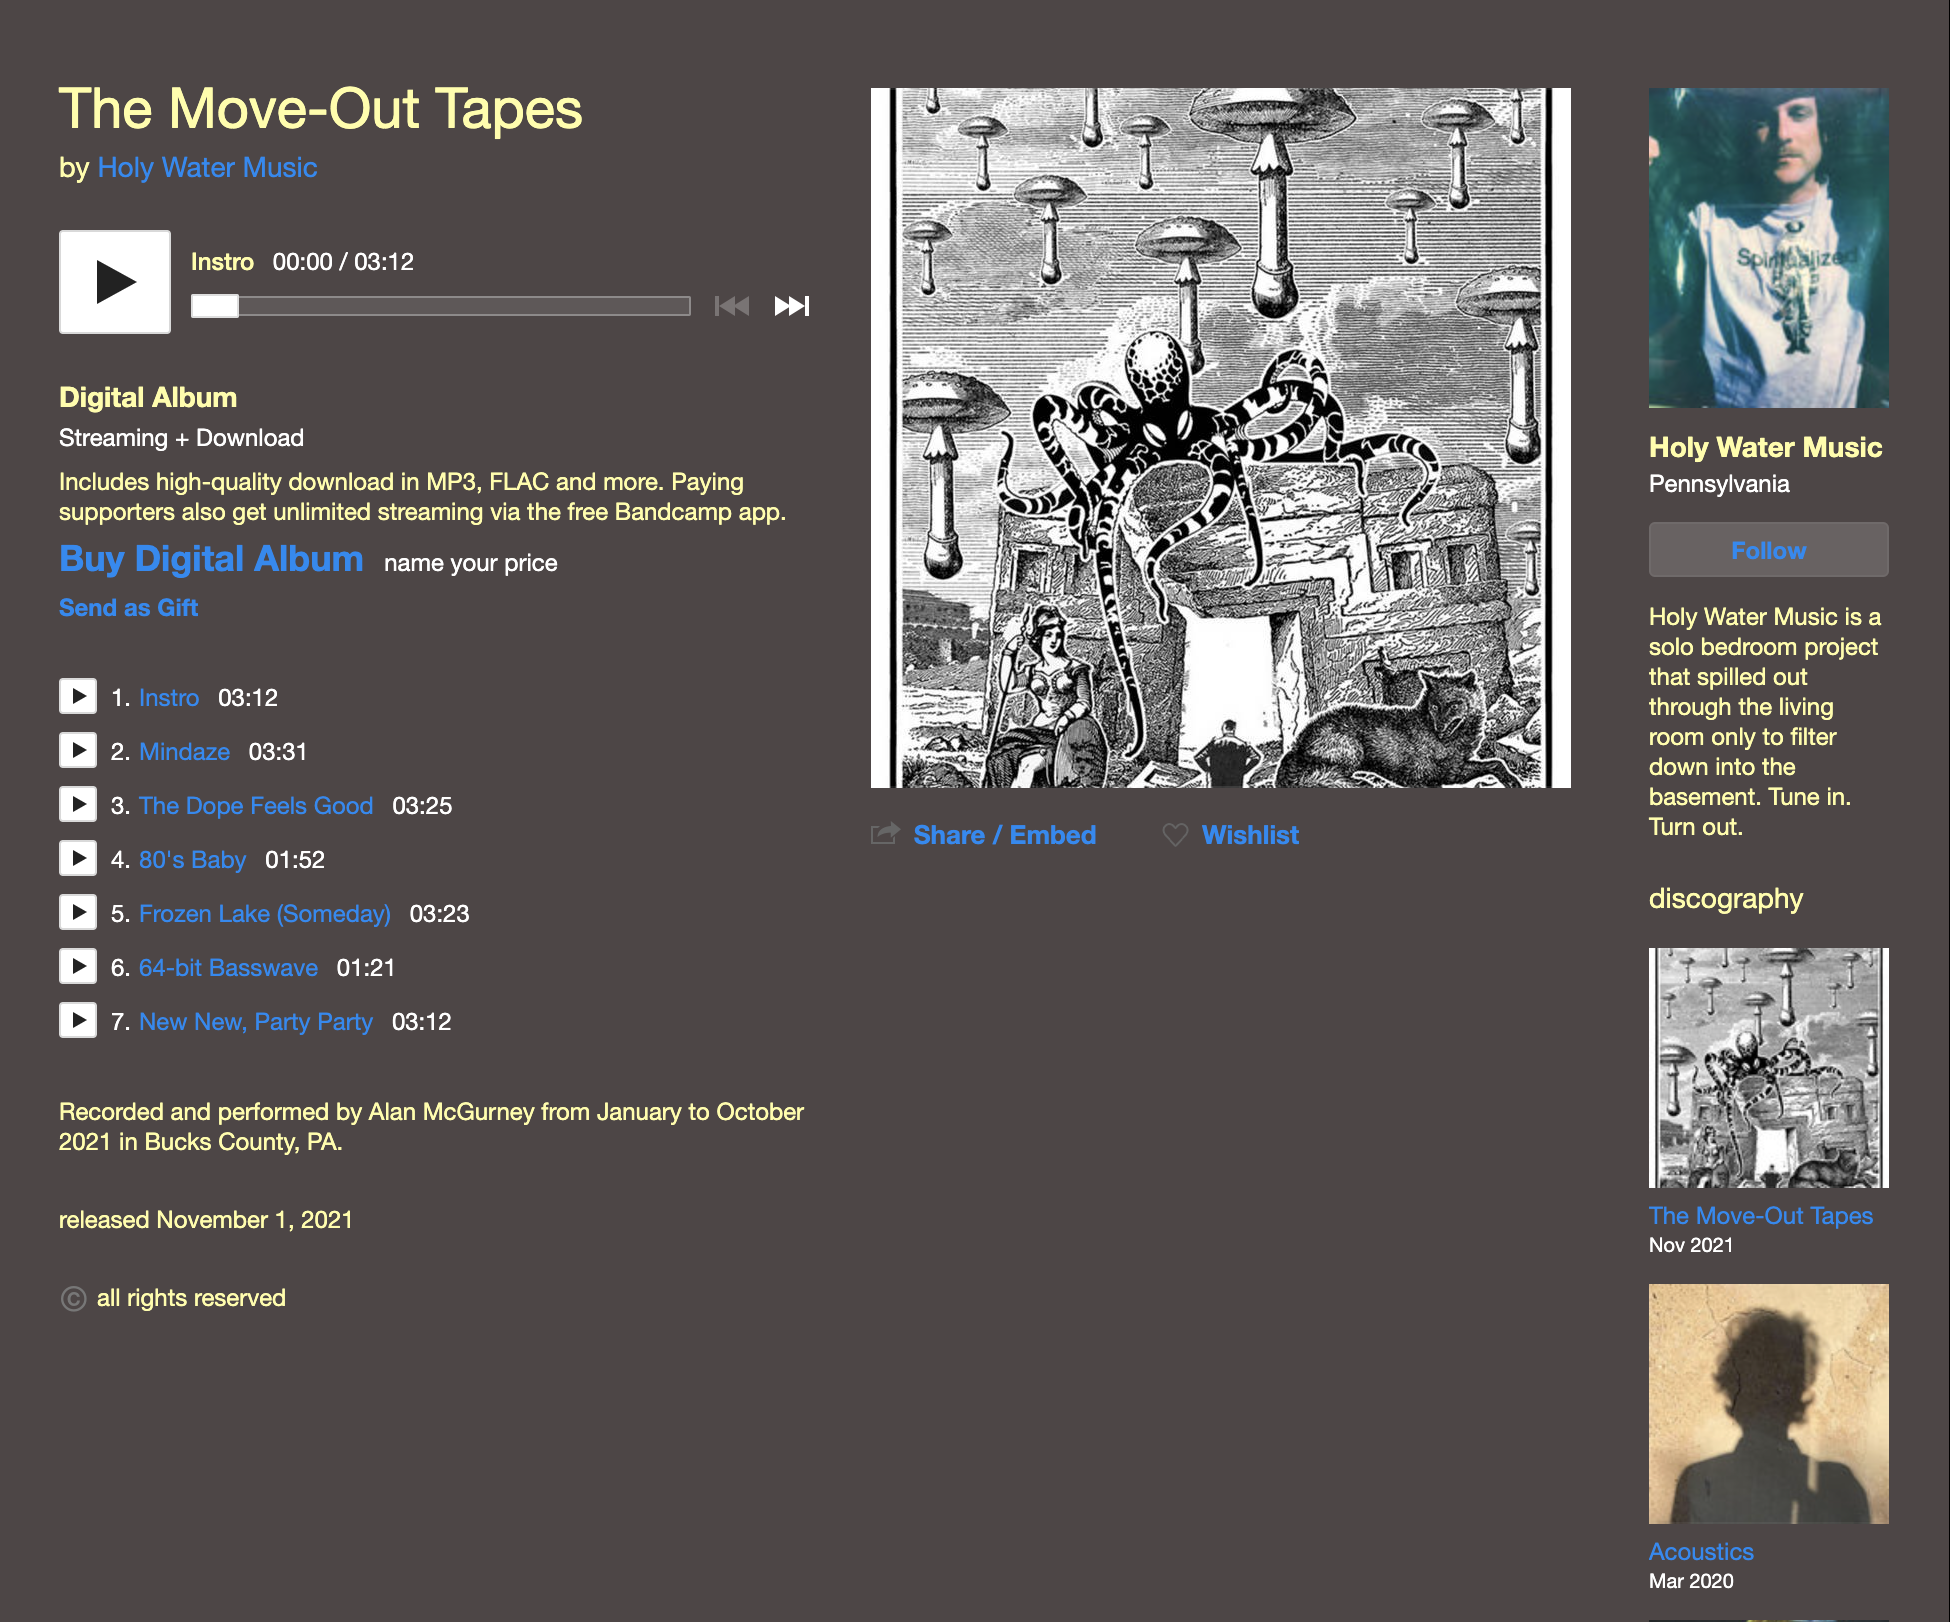 The Move-Out Tapes
by Holy Water Music
Instro 00:00 / 03:12
Digital Album
Streaming + Download
Includes high-quality download in MP3, FLAC and more. Paying
supporters also get unlimited streaming via the free Bandcamp app.
Buy Digital Album name your price
Send as Gift
1. Instro 03:12
2. Mindaze 03:31
3. The Dope Feels Good 03:25
4. 80's Baby 01:52
5. Frozen Lake (Someday) 03:23
6. 64-bit Basswave 01:21
7. New New, Party Party 03:12
Recorded and performed by Alan McGurney from January to October
2021 in Bucks County, PA.
released November 1, 2021
© all rights reserved
Share / Embed
Wishlist
Spiritualized
Holy Water Music
Pennsylvania
Follow
Holy Water Music is a
solo bedroom project
that spilled out
through the living
room only to filter
down into the
basement. Tune in.
Turn out.
discography
The Move-Out Tapes
Nov 2021
Acoustics
Mar 2020